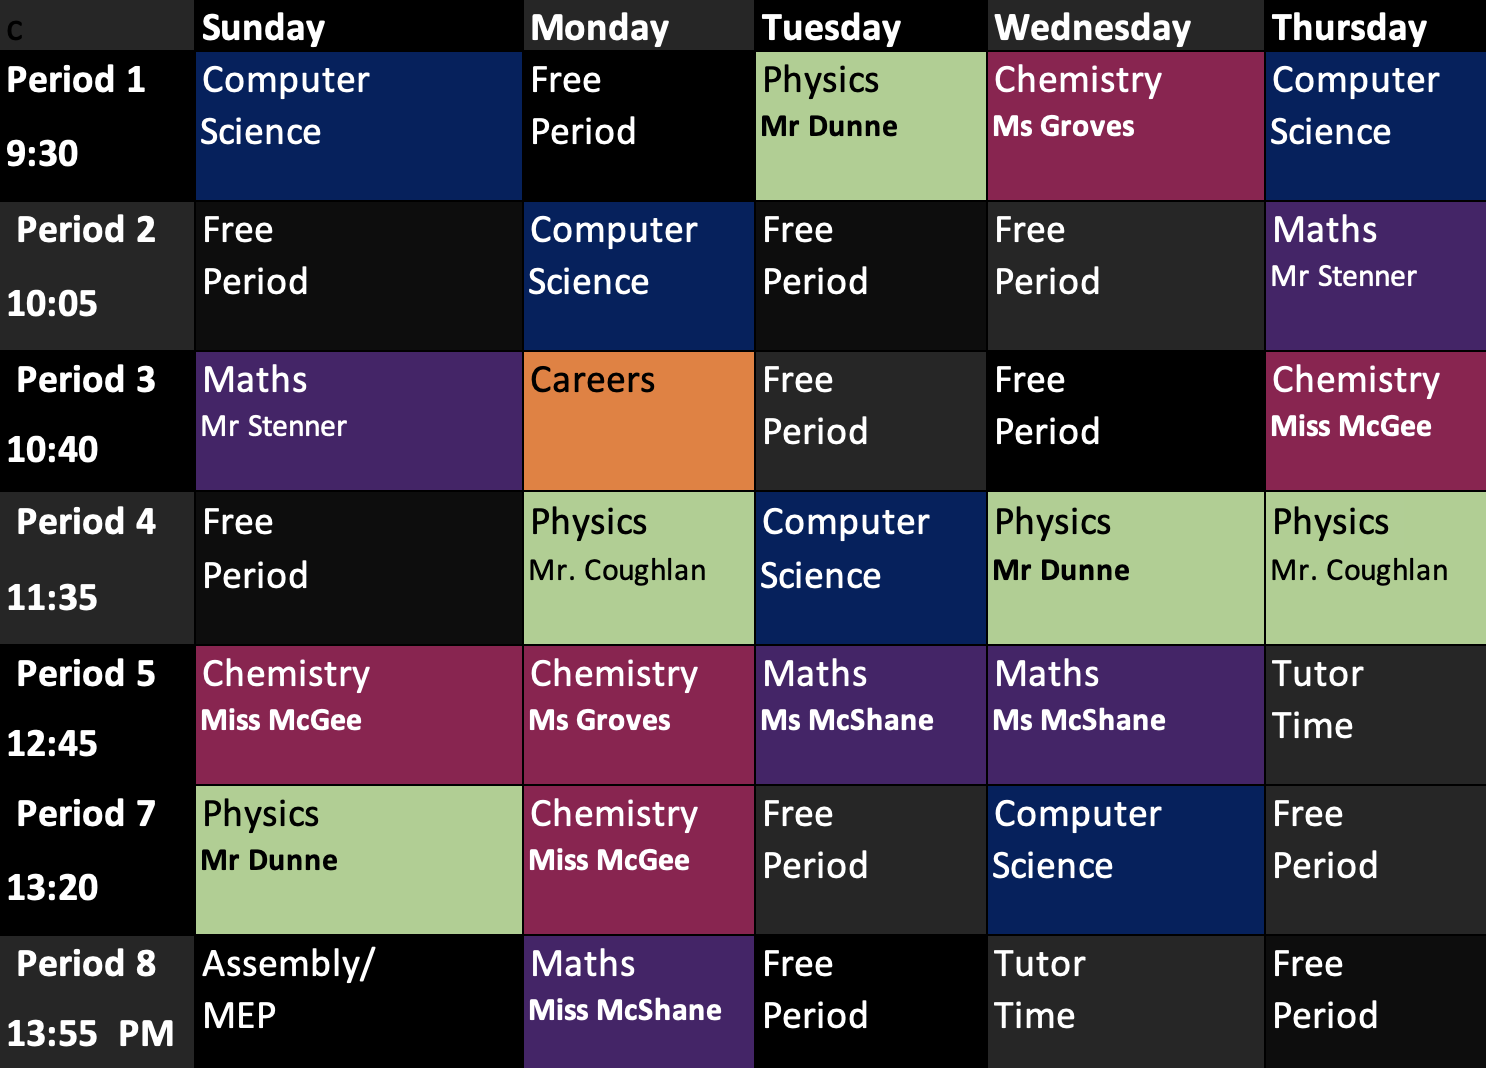 c Sunday Monday Tuesday Wednesday Thursday
Period 1 Computer Free Physics Chemistry Computer
Science Period Mr Dunne Ms Groves Science
9:30
Period 2 Free Computer Free Free Maths
Period Science Period Period Mr Stenner
10:05
Period 3 Maths Careers Free Free Chemistry
Mr Stenner Period Period Miss McGee
10:40
Period 4 Free Physics Computer Physics Physics
Period Mr. Coughlan Science Mr Dunne Mr. Coughlan
11:35
Period 5 Chemistry Chemistry Maths Maths Tutor
Miss McGee Ms Groves Ms McShane Ms McShane Time
12:45
Period 7 Physics Chemistry Free Computer Free
Mr Dunne Miss McGee Period Science Period
13:20
Period 8 Assembly/ Maths Free Tutor Free
MEP Miss McShane Period Time Period
13:55 PM